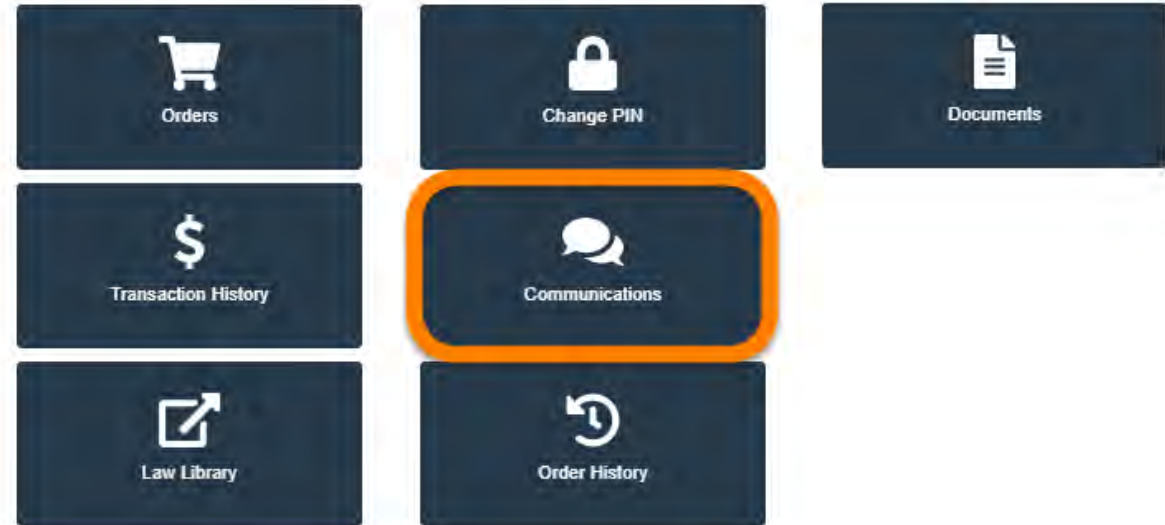 Orders
Change PIN
Documents
Transaction History
Communications
Law Library
Order History